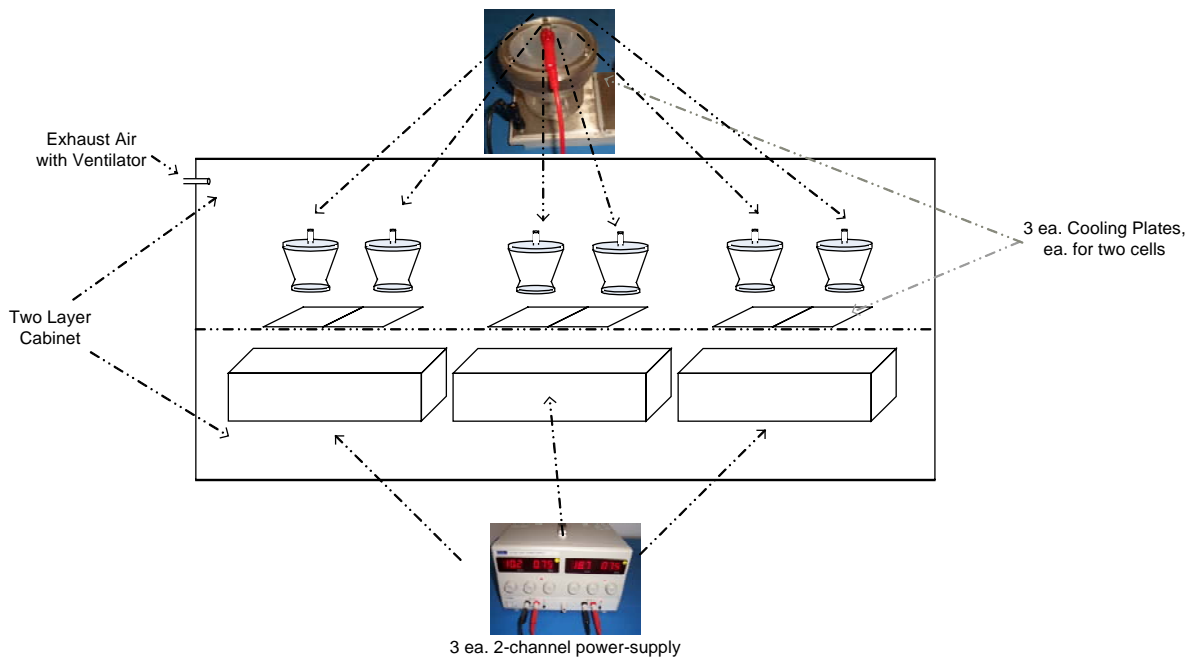 Exhaust Air
with Ventilator
3 ea. Cooling Plates,
ea. for two cells
Two Layer
Cabinet
3 ea. 2-channel power-supply